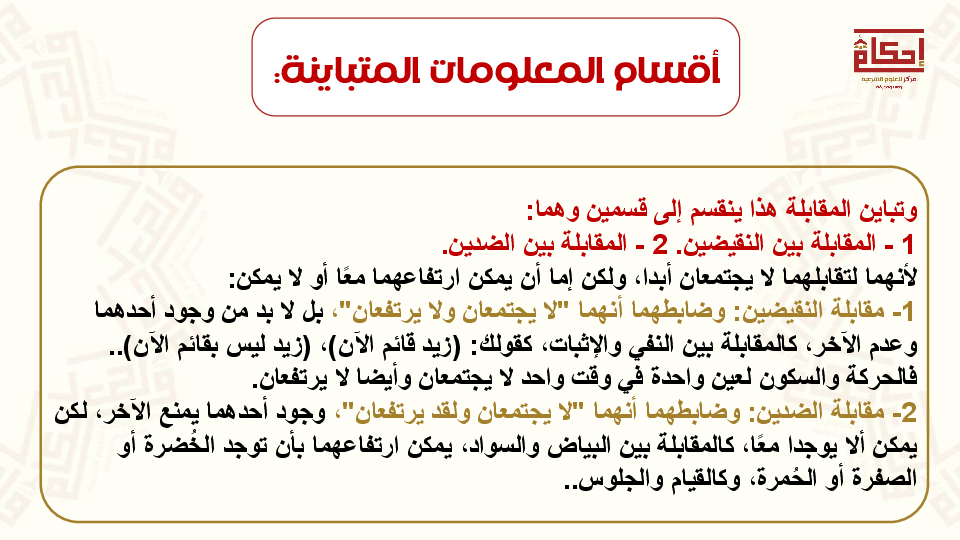 إحكام
مركز للعلوم الشرعية
أقسام المعلومات المتباينة:
وتباين المقابلة هذا ينقسم إلى قسمين وهما:
1 - المقابلة بين النقيضين. 2 - المقابلة بين الضدين.
لأنهما لتقابلهما لا يجتمعان أبدا، ولكن إما أن يمكن ارتفاعهما معًا أو لا يمكن:
1- مقابلة النقيضين: وضابطهما أنهما "لا يجتمعان ولا يرتفعان"، بل لا بد من وجود أحدهما
وعدم الآخر، كالمقابلة بين النفي والإثبات، كقولك: (زيد قائم الآن)، (زيد ليس بقائم الآن)..
فالحركة والسكون لعين واحدة في وقت واحد لا يجتمعان وأيضا لا يرتفعان.
2- مقابلة الضدين: وضابطهما أنهما "لا يجتمعان ولقد يرتفعان"، وجود أحدهما يمنع الآخر، لكن
يمكن ألا يوجدا معًا، كالمقابلة بين البياض والسواد، يمكن ارتفاعهما بأن توجد الخُضرة أو
الصفرة أو الحُمرة، وكالقيام والجلوس..